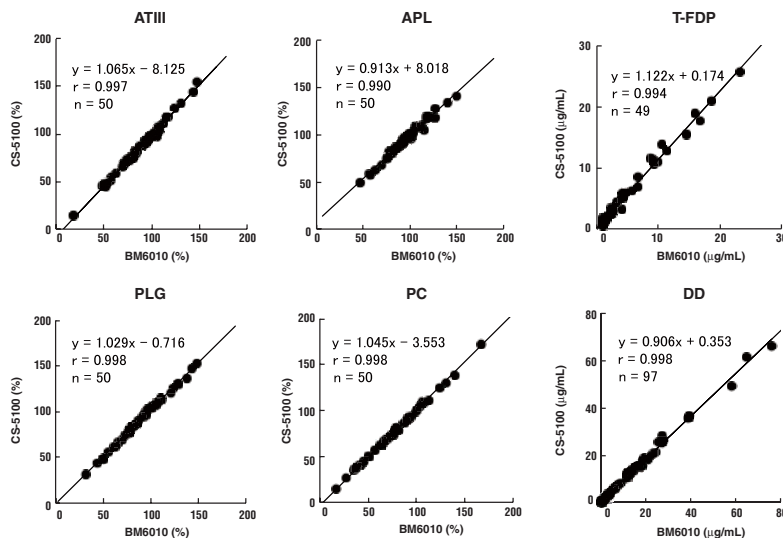 ATIII
200
150
100
50
0
0 50 100 150 200
CS-5100 (%)
BM6010 (%)
y = 1.065x − 8.125
r = 0.997
n = 50
APL
200
150
100
50
0
0 50 100 150 200
CS-5100 (%)
BM6010 (%)
y = 0.913x + 8.018
r = 0.990
n = 50
T-FDP
30
20
10
0
0 10 20 30
CS-5100 (µg/mL)
BM6010 (µg/mL)
y = 1.122x + 0.174
r = 0.994
n = 49
PLG
200
150
100
50
0
0 50 100 150 200
CS-5100 (%)
BM6010 (%)
y = 1.029x − 0.716
r = 0.998
n = 50
PC
200
150
100
50
0
0 50 100 150 200
CS-5100 (%)
BM6010 (%)
y = 1.045x − 3.553
r = 0.998
n = 50
DD
80
60
40
20
0
0 20 40 60 80
CS-5100 (µg/mL)
BM6010 (µg/mL)
y = 0.906x + 0.353
r = 0.998
n = 97